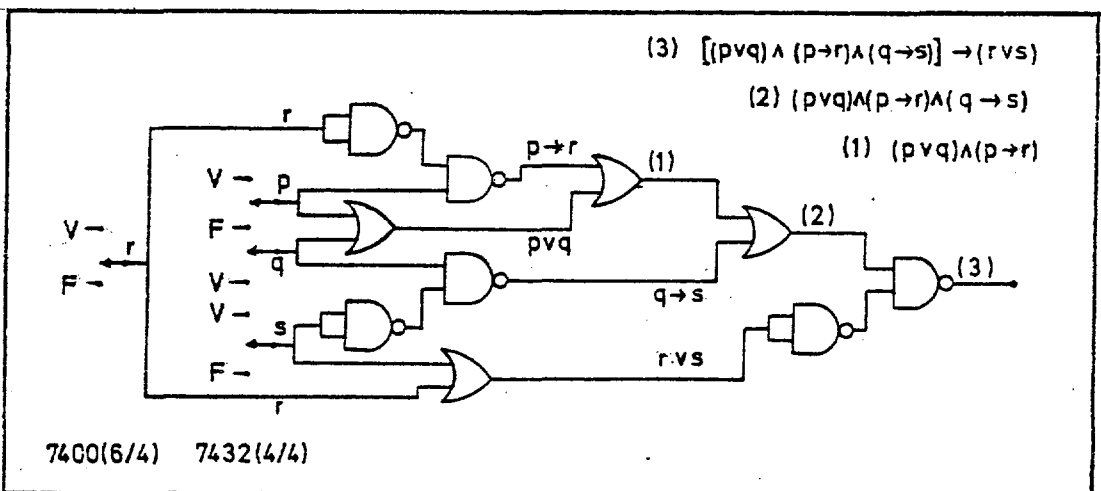 (3) [(p∨q) ∧ (p→r)∧(q→s)] →(r∨s)
(2) (p∨q)∧(p→r)∧(q→s)
(1) (p∨q)∧(p→r)
r
p→r
(1)
V→
p
(2)
V→
F→
p∨q
r
q
(3)
F→
V→
q→s
V→
s
r∨s
F→
r
7400(6/4) 7432(4/4)